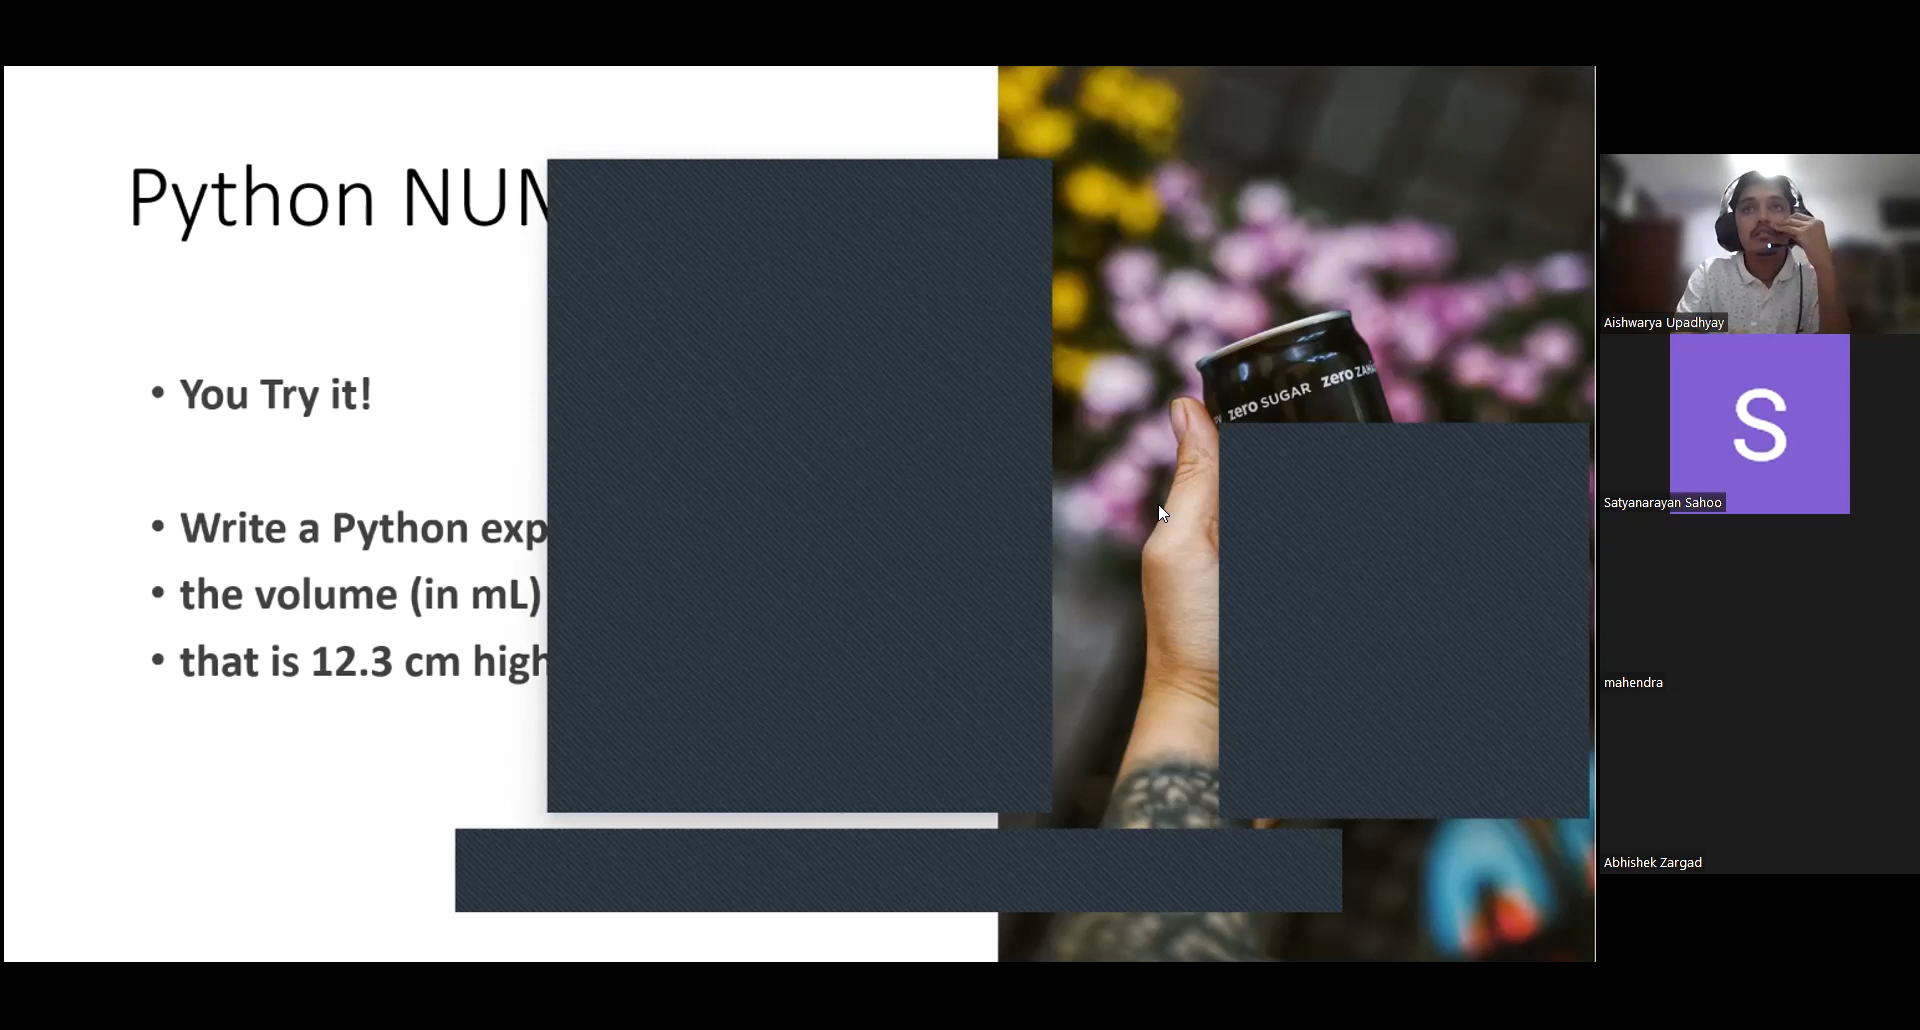 Python NUM
• You Try it!
• Write a Python exp
• the volume (in mL)
• that is 12.3 cm high
zero SUGAR zero ZAHA
Aishwarya Upadhyay
S
Satyanarayan Sahoo
mahendra
Abhishek Zargad